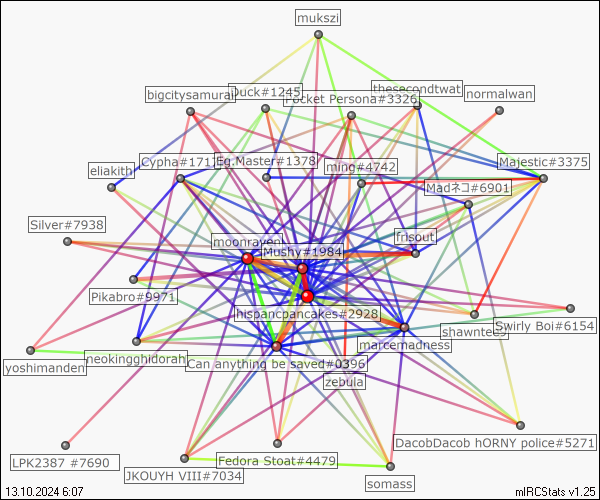 mukszi
Duck#1245
thesecondtwat
bigcitysamurai
Pocket Persona#3326
normalwan
Cypha#1717
Eg.Master#1378
ming#4742
Majestic#3375
eliakith
Madネコ#6901
Silver#7938
moonraven
Mushy#1984
frisout
Pikabro#9971
hispancpancakes#2928
shawntees
Swirly Boi#6154
marcemadness
yoshimanden
neokingghidorah
Can anything be saved#0396
zebula
DacobDacob hORNY police#5271
LPK2387 #7690
Fedora Stoat#4479
JKOUYH VIII#7034
somass
13.10.2024 6:07
mIRCStats v1.25